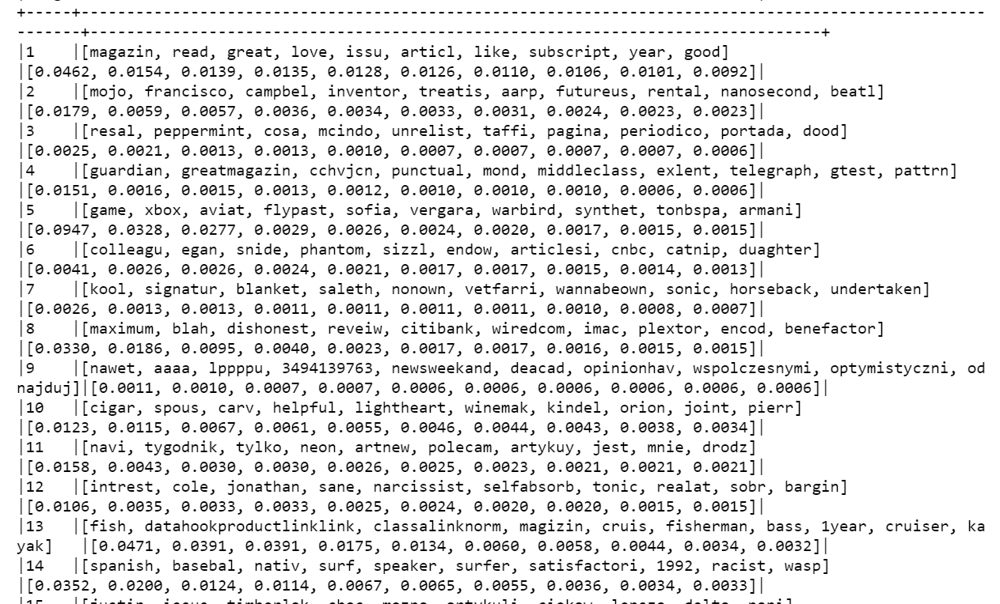 +-----+--------------------------------------------------------------------------------------------------
-------+--------------------------------------------------------------------------+
|1    |[magazin, read, great, love, issu, articl, like, subscript, year, good]
|[0.0462, 0.0154, 0.0139, 0.0135, 0.0128, 0.0126, 0.0110, 0.0106, 0.0101, 0.0092]|
|2    |[mojo, francisco, campbel, inventor, treatis, aarp, futureus, rental, nanosecond, beatl]
|[0.0179, 0.0059, 0.0057, 0.0036, 0.0034, 0.0033, 0.0031, 0.0024, 0.0023, 0.0023]|
|3    |[resal, peppermint, cosa, mcindo, unrelist, taffi, pagina, periodico, portada, dood]
|[0.0025, 0.0021, 0.0013, 0.0013, 0.0010, 0.0007, 0.0007, 0.0007, 0.0007, 0.0006]|
|4    |[guardian, greatmagazin, cchvjcn, punctual, mond, middleclass, exlent, telegraph, gtest, pattrn]
|[0.0151, 0.0016, 0.0015, 0.0013, 0.0012, 0.0010, 0.0010, 0.0010, 0.0006, 0.0006]|
|5    |[game, xbox, aviat, flypast, sofia, vergara, warbird, synthet, tonbspa, armani]
|[0.0947, 0.0328, 0.0277, 0.0029, 0.0026, 0.0024, 0.0020, 0.0017, 0.0015, 0.0015]|
|6    |[colleagu, egan, snide, phantom, sizzl, endow, articlesi, cnbc, catnip, duaghter]
|[0.0041, 0.0026, 0.0026, 0.0024, 0.0021, 0.0017, 0.0017, 0.0015, 0.0014, 0.0013]|
|7    |[kool, signatur, blanket, saleth, nonown, vetfarri, wannabeown, sonic, horseback, undertaken]
|[0.0026, 0.0013, 0.0013, 0.0011, 0.0011, 0.0011, 0.0011, 0.0010, 0.0008, 0.0007]|
|8    |[maximum, blah, dishonest, reveiw, citibank, wiredcom, imac, plextor, encod, benefactor]
|[0.0330, 0.0186, 0.0095, 0.0040, 0.0023, 0.0017, 0.0017, 0.0016, 0.0015, 0.0015]|
|9    |[nawet, aaaa, lppppu, 3494139763, newsweekand, deacad, opinionhav, wspolczesnymi, optymistyczni, od
najduj]|[0.0011, 0.0010, 0.0007, 0.0007, 0.0006, 0.0006, 0.0006, 0.0006, 0.0006, 0.0006]|
|10   |[cigar, spous, carv, helpful, lightheart, winemak, kindel, orion, joint, pierr]
|[0.0123, 0.0115, 0.0067, 0.0061, 0.0055, 0.0046, 0.0044, 0.0043, 0.0038, 0.0034]|
|11   |[navi, tygodnik, tylko, neon, artnew, polecam, artykuy, jest, mnie, drodz]
|[0.0158, 0.0043, 0.0030, 0.0030, 0.0026, 0.0025, 0.0023, 0.0021, 0.0021, 0.0021]|
|12   |[intrest, cole, jonathan, sane, narcissist, selfabsorb, tonic, realat, sobr, bargin]
|[0.0106, 0.0035, 0.0033, 0.0033, 0.0025, 0.0024, 0.0020, 0.0020, 0.0015, 0.0015]|
|13   |[fish, datahookproductlinklink, classalinknorm, magizin, cruis, fisherman, bass, 1year, cruiser, ka
yak]   |[0.0471, 0.0391, 0.0391, 0.0175, 0.0134, 0.0060, 0.0058, 0.0044, 0.0034, 0.0032]|
|14   |[spanish, basebal, nativ, surf, speaker, surfer, satisfactori, 1992, racist, wasp]
|[0.0352, 0.0200, 0.0124, 0.0114, 0.0067, 0.0065, 0.0055, 0.0036, 0.0034, 0.0033]|